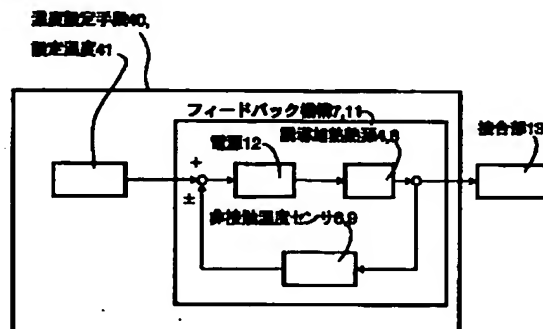 温度設定手段40,
設定温度41
フィードバック機構7,11
電源12
誘導加熱熱源4,8
接合部13
+
±
非接触温度センサ6,9